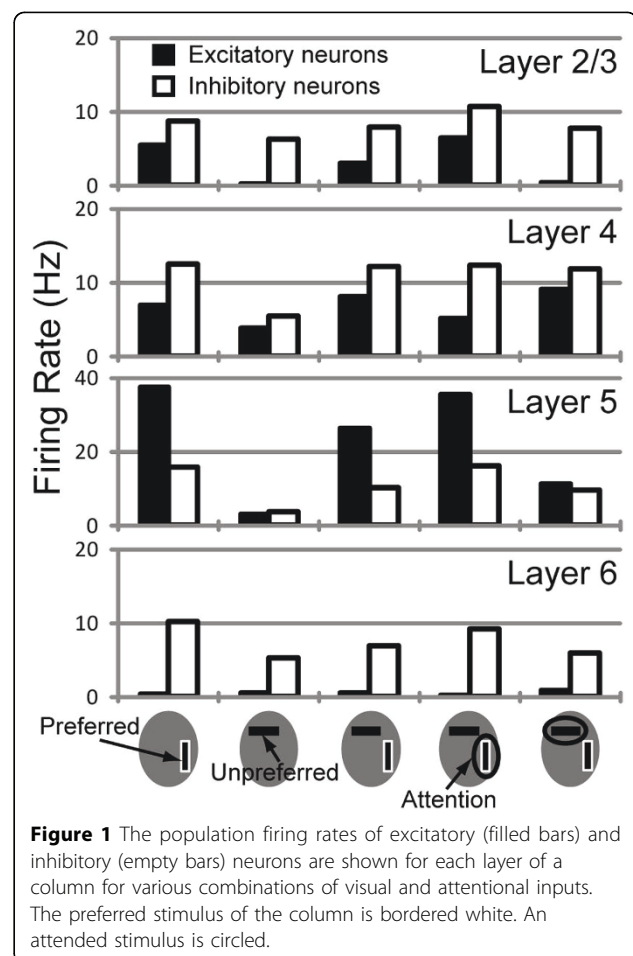 20
Excitatory neurons
Inhibitory neurons
Layer 2/3
10
0
20
Layer 4
10
0
40
Layer 5
20
0
20
Layer 6
10
0
Firing Rate (Hz)
Preferred
Unpreferred
Attention
Figure 1 The population firing rates of excitatory (filled bars) and
inhibitory (empty bars) neurons are shown for each layer of a
column for various combinations of visual and attentional inputs.
The preferred stimulus of the column is bordered white. An
attended stimulus is circled.